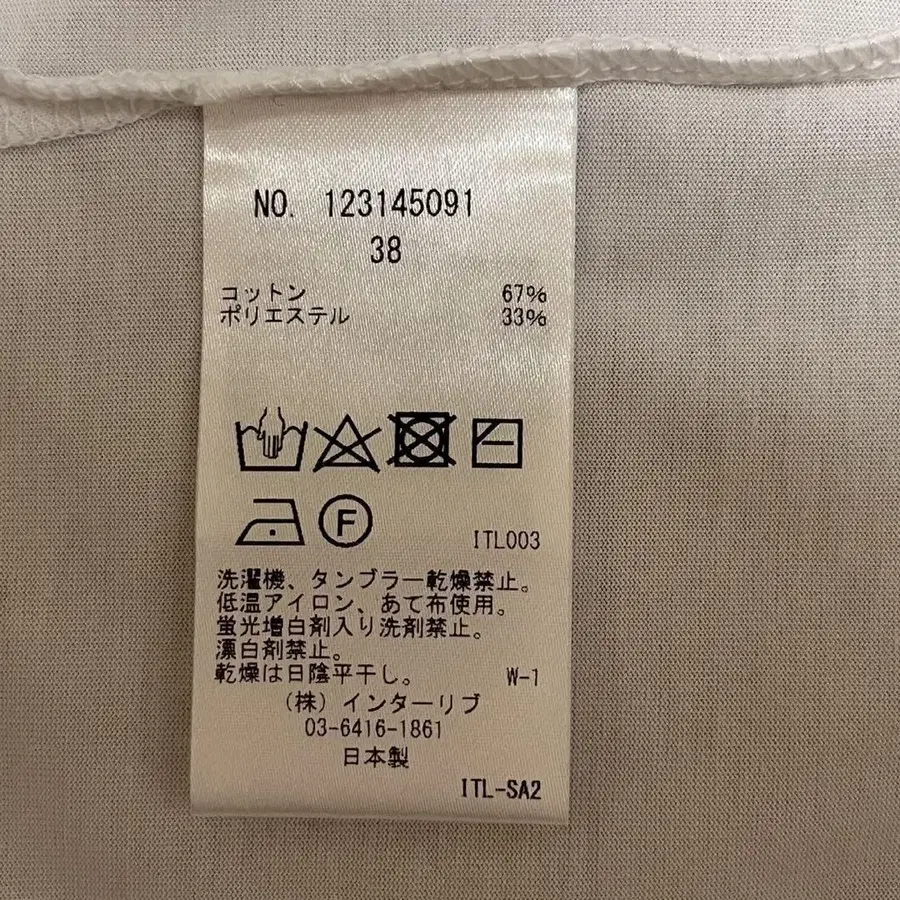 NO. 123145091
38
コットン 67%
ポリエステル 33%
F
ITL003
洗濯機、タンブラー乾燥禁止。
低温アイロン、あて布使用。
蛍光増白剤入り洗剤禁止。
漂白剤禁止。
乾燥は日陰平干し。 W-1
(株)インターリブ
03-6416-1861
日本製
ITL-SA2